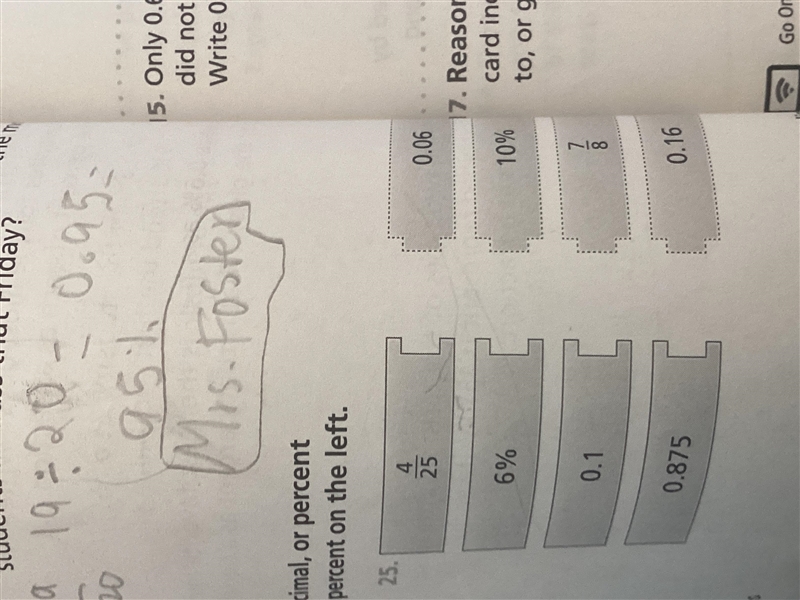 students that Friday?
19 ÷ 20 = 0.95 =
20
95%
Mrs. Foster
cimal, or percent
percent on the left.
25.
4/25
0.06
6%
10%
0.1
7/8
0.875
0.16
15. Only 0.6
did not
Write 0
17. Reason
card ind
to, or g
Go On